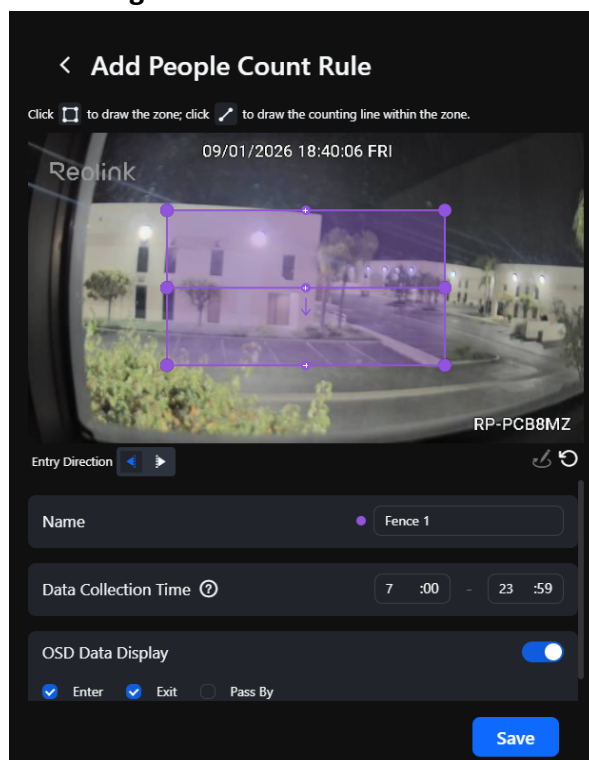 Add People Count Rule
Click to draw the zone; click to draw the counting line within the zone.
09/01/2026 18:40:06 FRI
Reolink
RP-PCB8MZ
Entry Direction
Name Fence 1
Data Collection Time ? 7 :00 - 23 :59
OSD Data Display
Enter Exit Pass By
Save